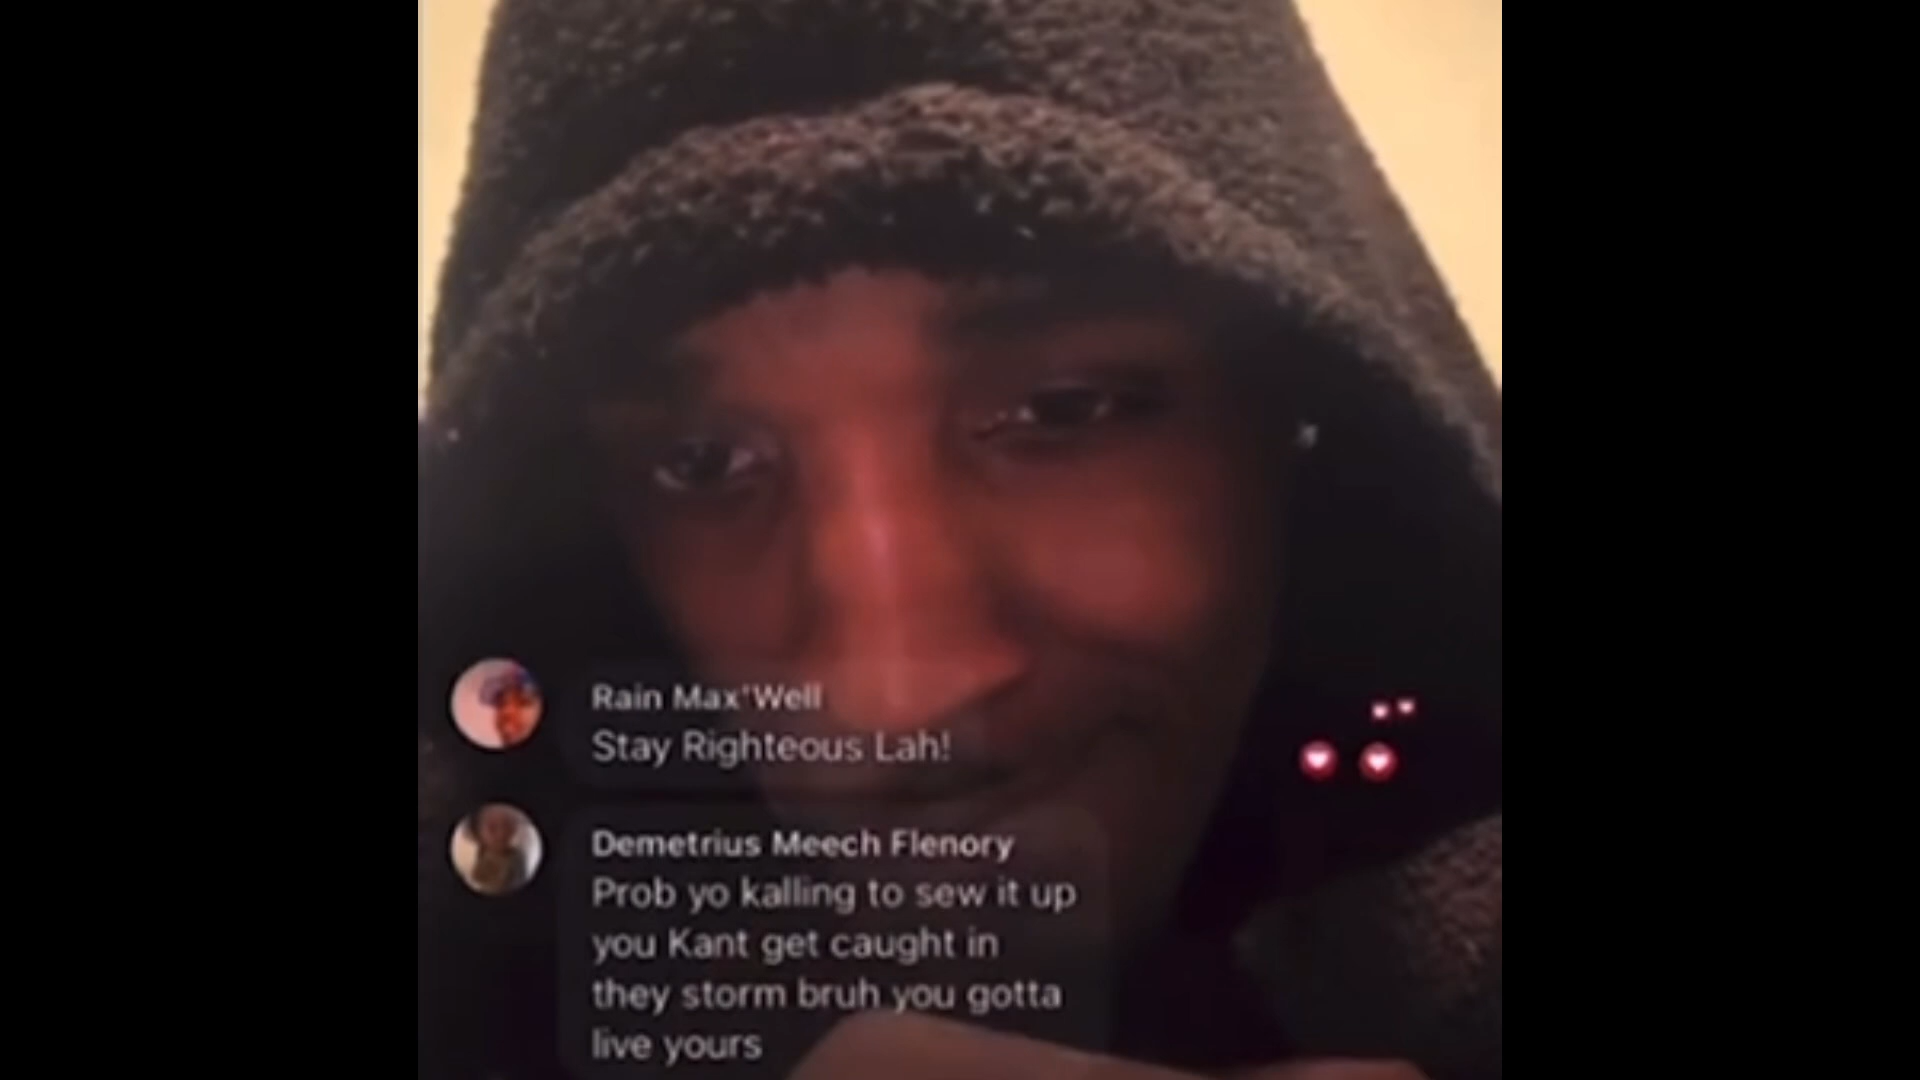 Rain Max'Well
Stay Righteous Lah!
Demetrius Meech Flenory
Prob yo kalling to sew it up
you Kant get caught in
they storm bruh you gotta
live yours